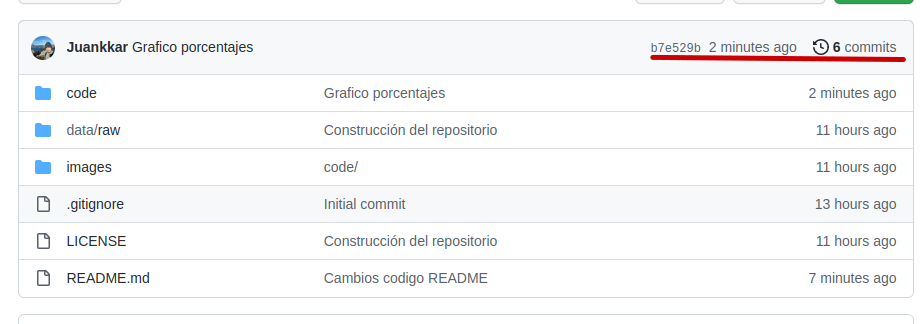 Juankkar Grafico porcentajes b7e529b 2 minutes ago 6 commits
code Grafico porcentajes 2 minutes ago
data/raw Construcción del repositorio 11 hours ago
images code/ 11 hours ago
.gitignore Initial commit 13 hours ago
LICENSE Construcción del repositorio 11 hours ago
README.md Cambios codigo README 7 minutes ago